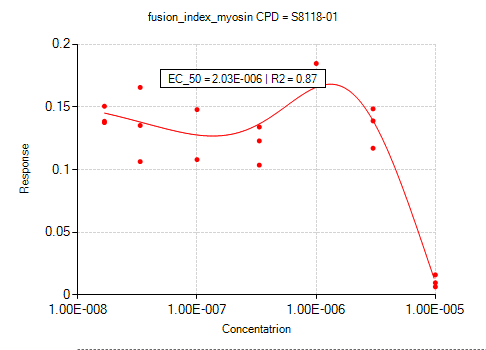 fusion_index_myosin CPD = S8118-01
0.2
EC_50 = 2.03E-006 | R2 = 0.87
0.15
0.1
0.05
0
Response
1.00E-008 1.00E-007 1.00E-006 1.00E-005
Concentatrion